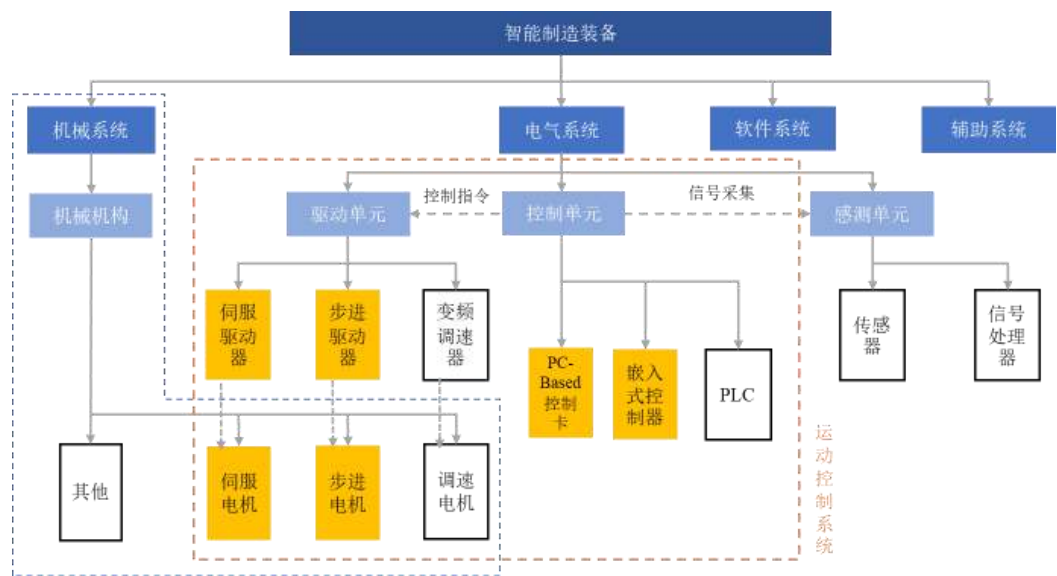 智能制造装备
机械系统
电气系统
软件系统
辅助系统
机械机构
驱动单元
控制指令
控制单元
信号采集
感测单元
伺服
驱动
器
步进
驱动
器
变频
调速
器
PC-
Based
控制
卡
嵌入
式控
制器
PLC
传感
器
信号
处理
器
其他
伺服
电机
步进
电机
调速
电机
运
动
控
制
系
统